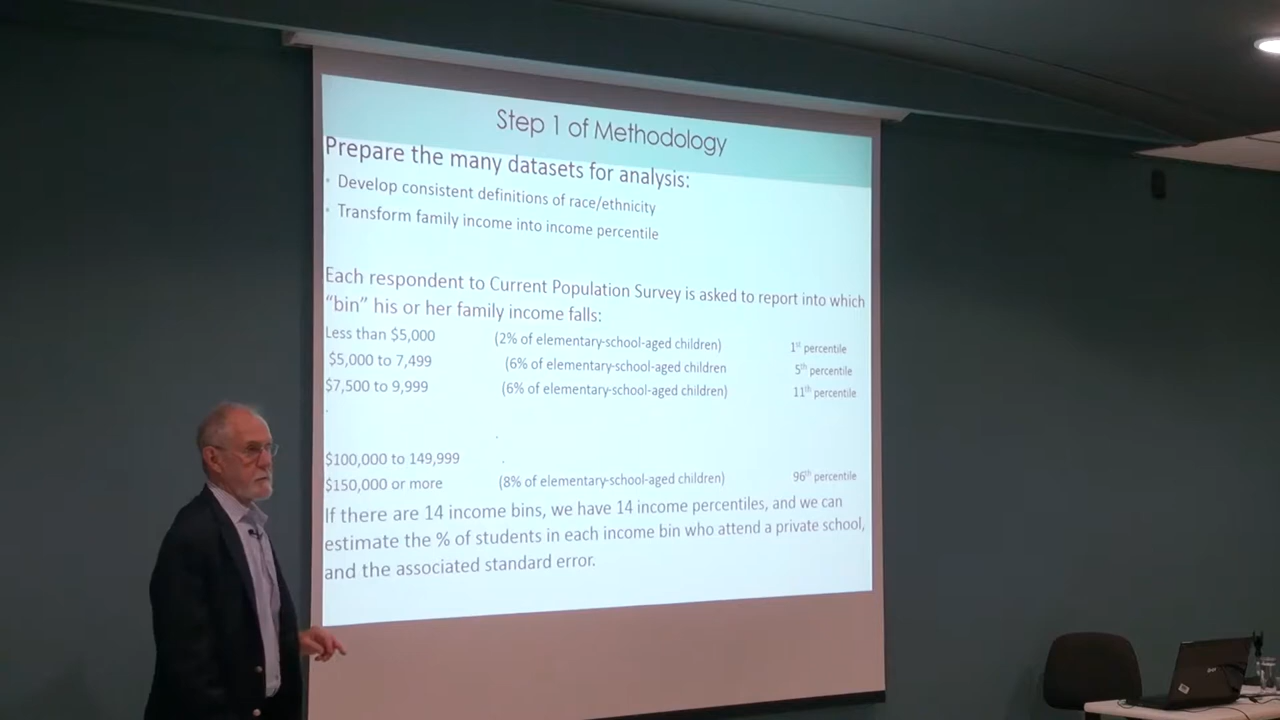 Step 1 of Methodology
Prepare the many datasets for analysis:
• Develop consistent definitions of race/ethnicity
• Transform family income into income percentile
Each respondent to Current Population Survey is asked to report into which
“bin” his or her family income falls:
Less than $5,000 (2% of elementary-school-aged children) 1st percentile
$5,000 to 7,499 (6% of elementary-school-aged children 5th percentile
$7,500 to 9,999 (6% of elementary-school-aged children) 11th percentile
.
.
$100,000 to 149,999 .
$150,000 or more (8% of elementary-school-aged children) 96th percentile
If there are 14 income bins, we have 14 income percentiles, and we can
estimate the % of students in each income bin who attend a private school,
and the associated standard error.